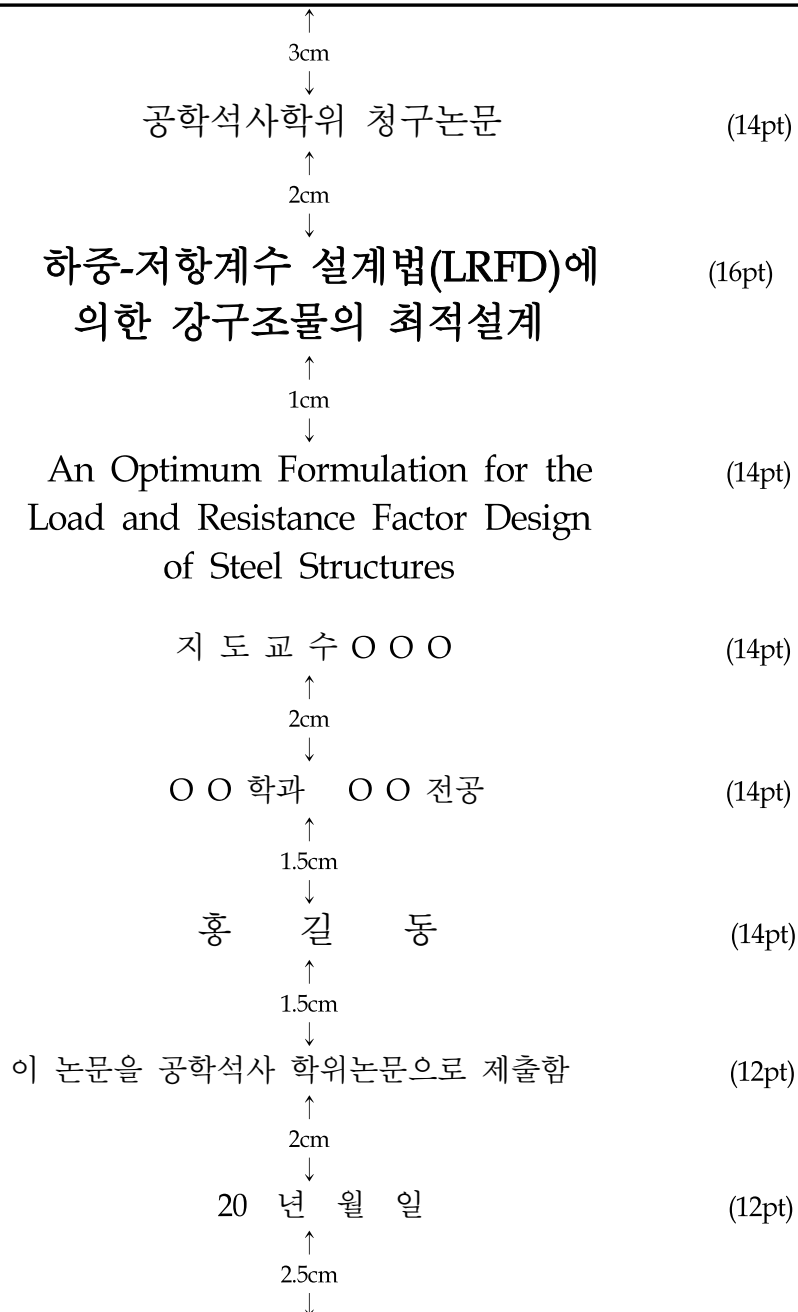 ↑
3cm
↓
공학석사학위 청구논문 (14pt)
↑
2cm
↓
하중-저항계수 설계법(LRFD)에 (16pt)
의한 강구조물의 최적설계
↑
1cm
↓
An Optimum Formulation for the (14pt)
Load and Resistance Factor Design
of Steel Structures
지 도 교 수 O O O (14pt)
↑
2cm
↓
O O 학과 O O 전공 (14pt)
↑
1.5cm
↓
홍 길 동 (14pt)
↑
1.5cm
↓
이 논문을 공학석사 학위논문으로 제출함 (12pt)
↑
2cm
↓
20 년 월 일 (12pt)
↑
2.5cm
↓